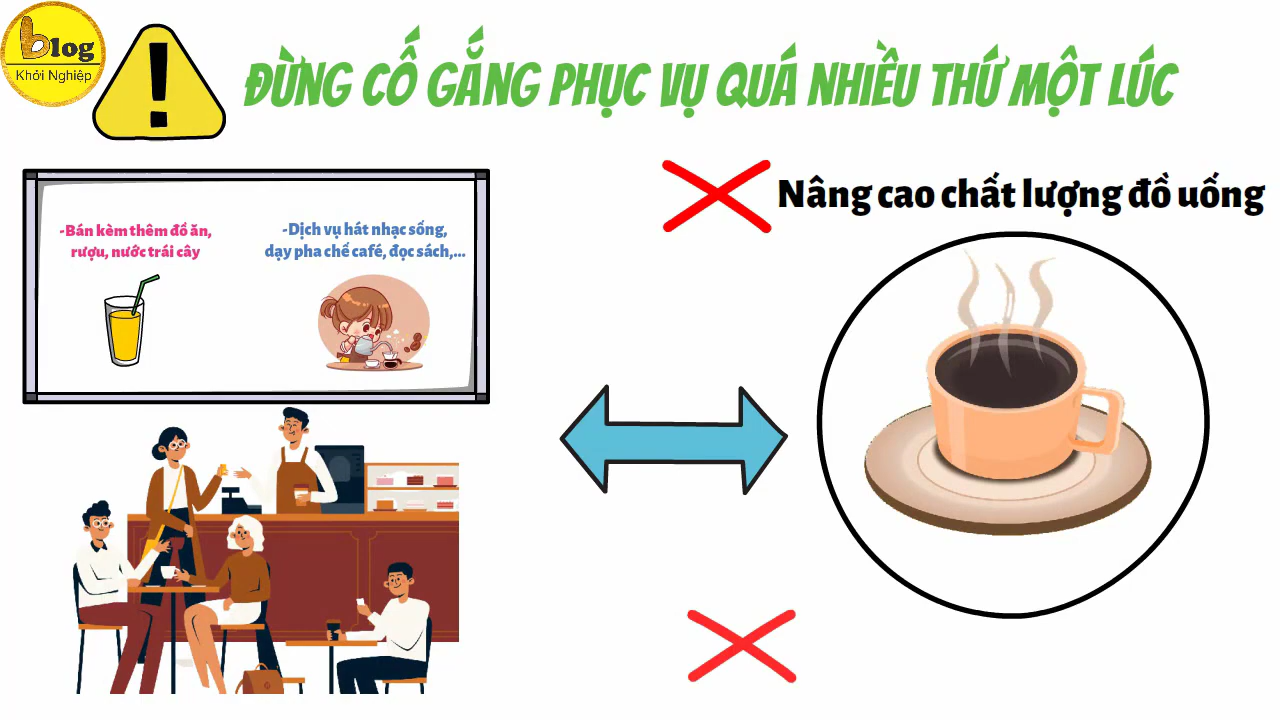 Blog
Khởi Nghiệp
ĐỪNG CỐ GẮNG PHỤC VỤ QUÁ NHIỀU THỨ MỘT LÚC
-Bán kèm thêm đồ ăn,
rượu, nước trái cây
-Dịch vụ hát nhạc sống,
dạy pha chế café, đọc sách,...
Nâng cao chất lượng đồ uống